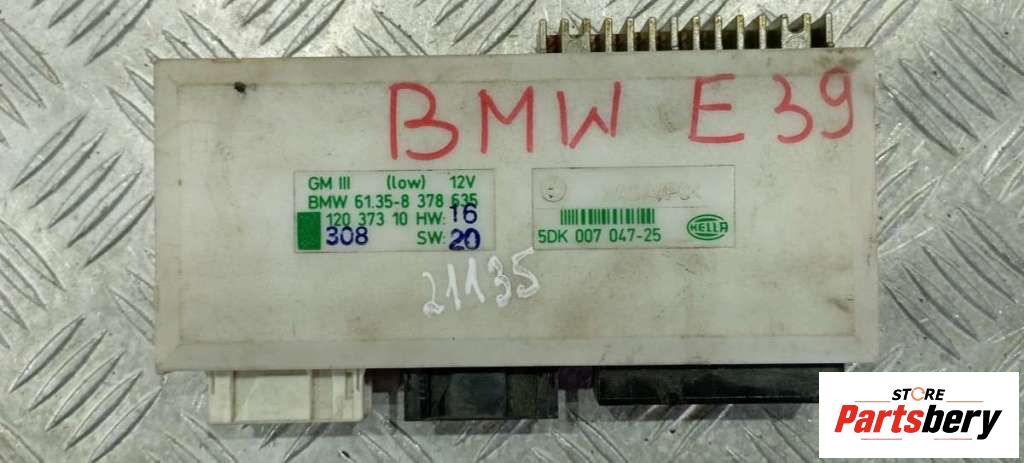 BMW E 39
GM III (low) 12V
BMW 61.35-8 378 635
120 373 10 HW: 16
308 SW: 20
5DK 007 047-25
HELLA
21135
STORE
Partsbery